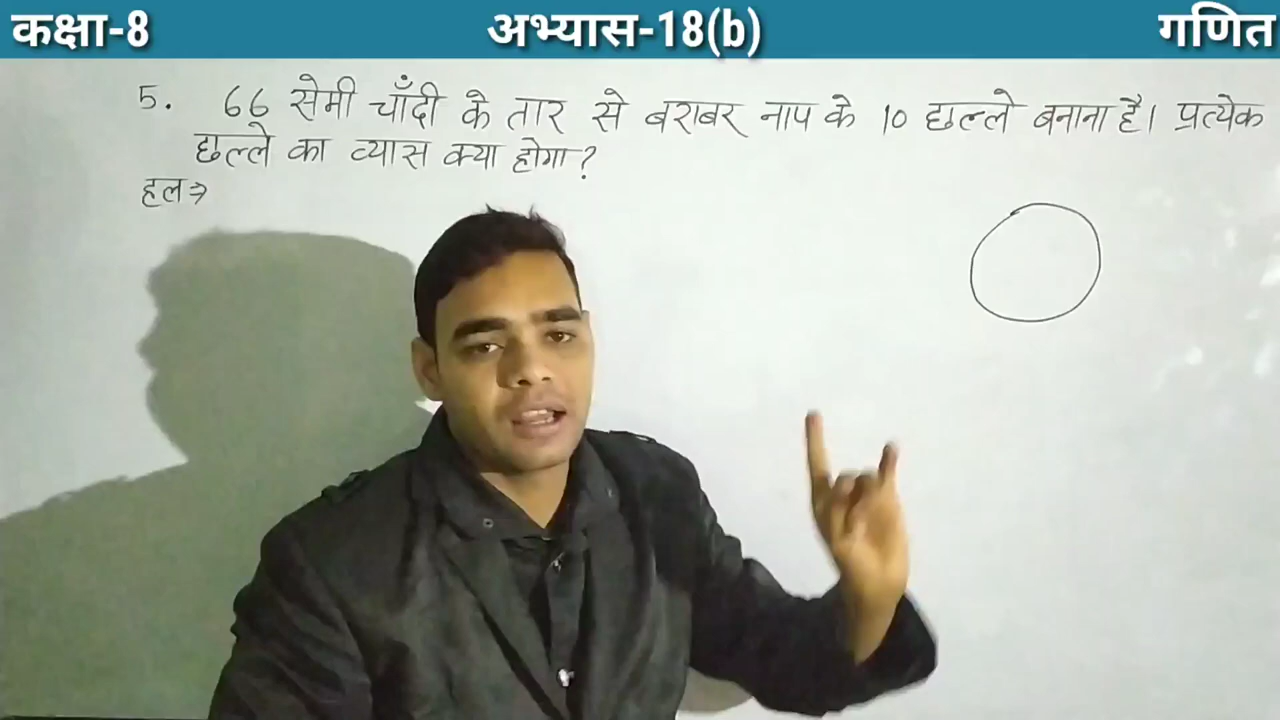 कक्षा-8 अभ्यास-18(b) गणित
5. 66 सेमी चाँदी के तार से बराबर नाप के 10 छल्ले बनाना है। प्रत्येक
छल्ले का व्यास क्या होगा?
हल⇒